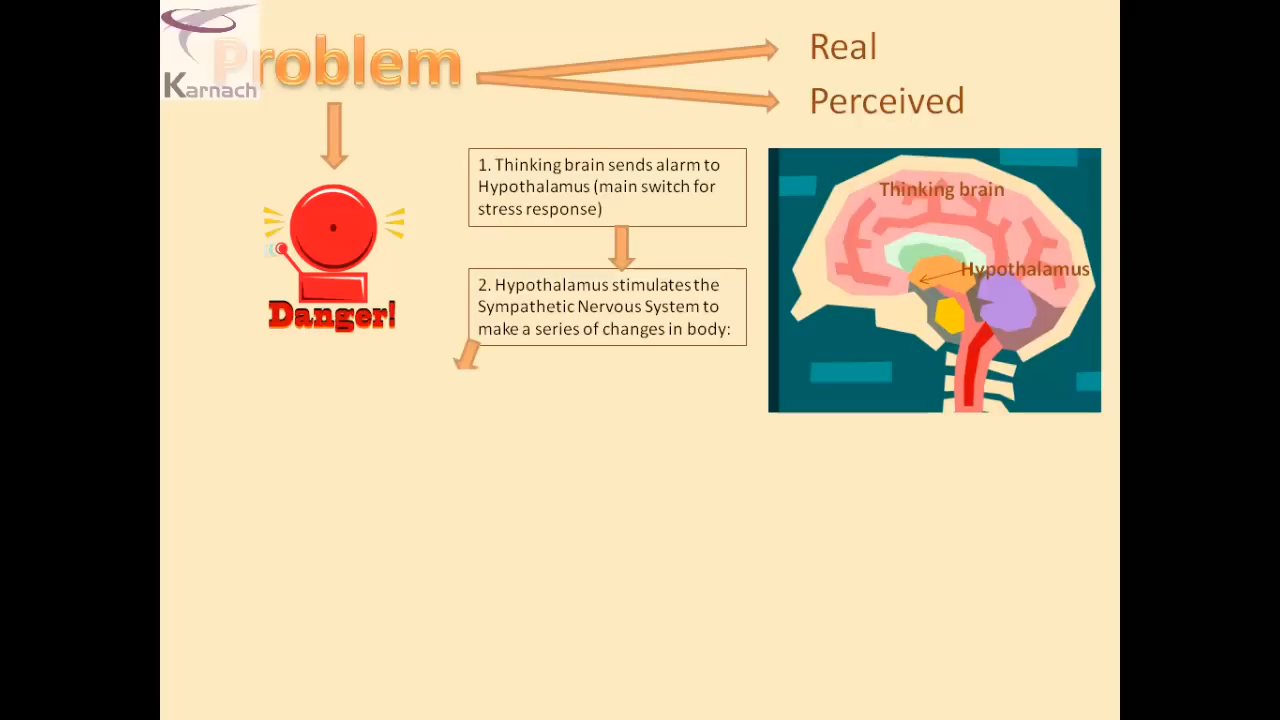 Problem
Karnach
Real
Perceived
1. Thinking brain sends alarm to
Hypothalamus (main switch for
stress response)
2. Hypothalamus stimulates the
Sympathetic Nervous System to
make a series of changes in body:
Danger!
Thinking brain
Hypothalamus